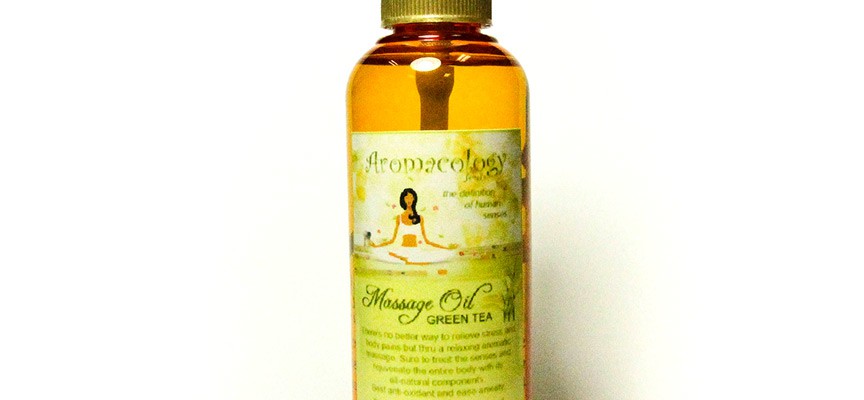 Aromacology
the definition
of human
senses
Massage Oil
GREEN TEA
There's no better way to relieve stress and
body pains but thru a relaxing aromatic
massage. Sure to treat the senses and
rejuvenate the entire body with its
all-natural components.
best anti-oxidant and ease anxiety